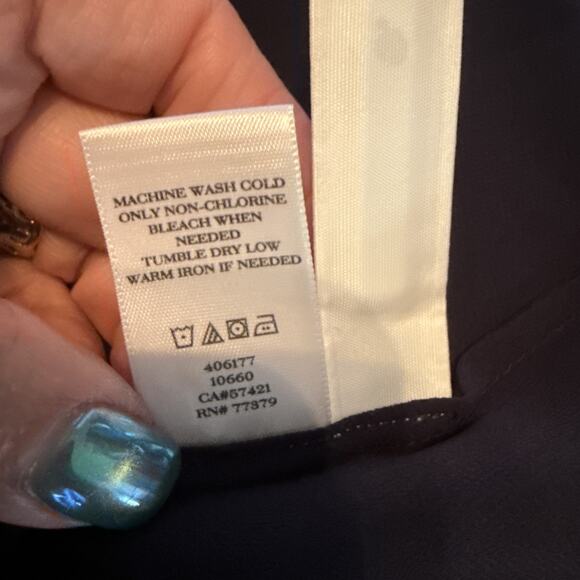 MACHINE WASH COLD
ONLY NON-CHLORINE
BLEACH WHEN
NEEDED
TUMBLE DRY LOW
WARM IRON IF NEEDED
406177
10660
CA#57421
RN# 77379